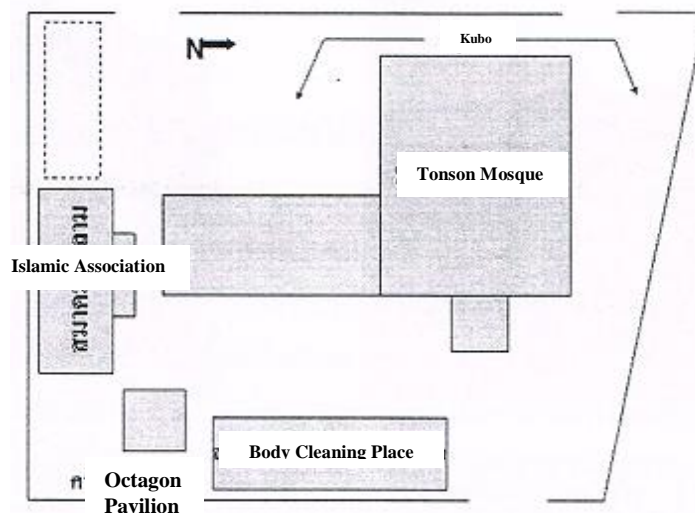 N
Kubo
Tonson Mosque
Islamic Association
Body Cleaning Place
Octagon
Pavilion